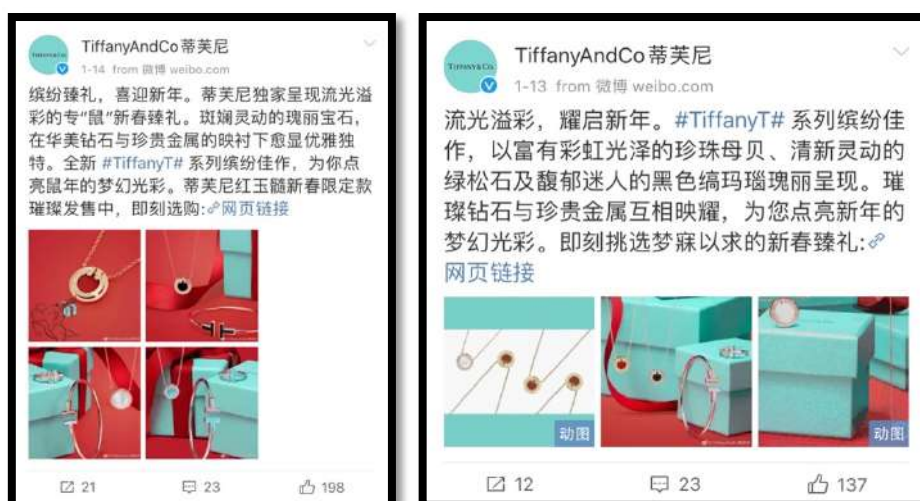 TiffanyAndCo蒂芙尼
1-14 from 微博 weibo.com
缤纷臻礼，喜迎新年。蒂芙尼独家呈现流光溢
彩的专“鼠”新春臻礼。斑斓灵动的瑰丽宝石，
在华美钻石与珍贵金属的映衬下愈显优雅独
特。全新 #TiffanyT# 系列缤纷佳作，为你点
亮鼠年的梦幻光彩。蒂芙尼红玉髓新春限定款
璀璨发售中，即刻选购:网页链接
21
23
198
TIFFANY & CO.
TiffanyAndCo蒂芙尼
1-13 from 微博 weibo.com
流光溢彩，耀启新年。#TiffanyT# 系列缤纷佳
作，以富有彩虹光泽的珍珠母贝、清新灵动的
绿松石及馥郁迷人的黑色缟玛瑙瑰丽呈现。璀
璨钻石与珍贵金属互相映耀，为您点亮新年的
梦幻光彩。即刻挑选梦寐以求的新春臻礼:
网页链接
动图
动图
12
23
137